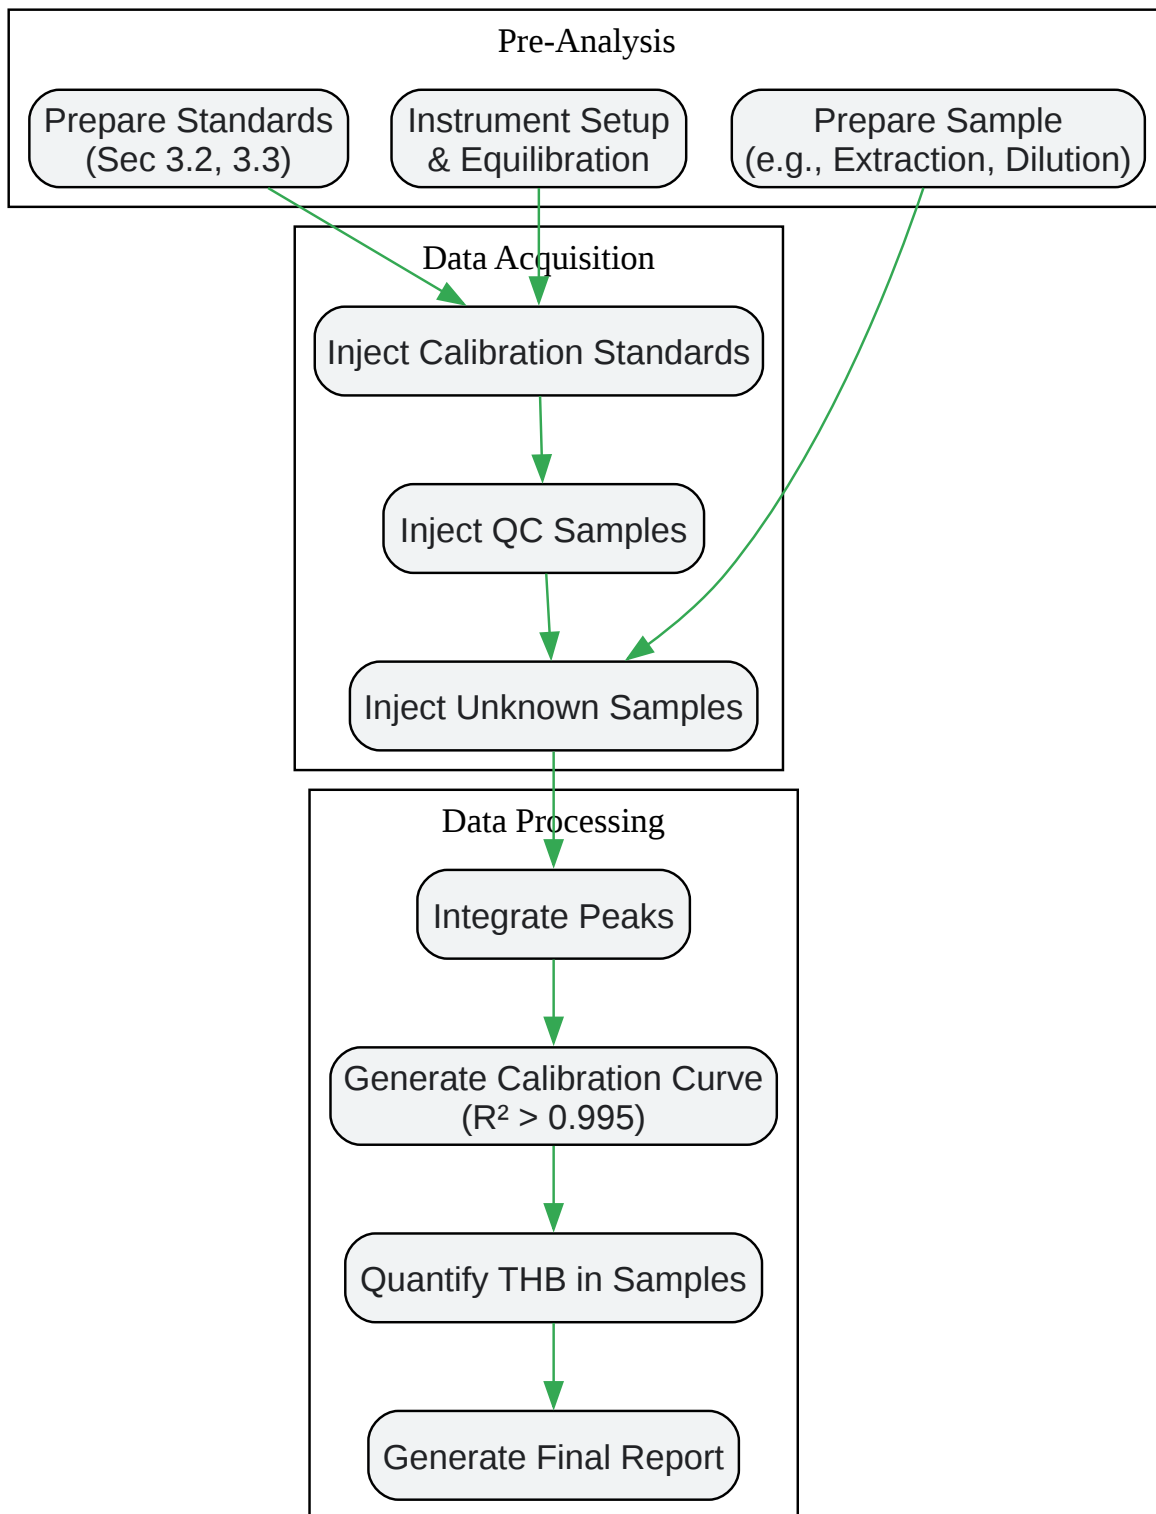 Pre-Analysis
Prepare Standards
(Sec 3.2, 3.3)
Instrument Setup
& Equilibration
Prepare Sample
(e.g., Extraction, Dilution)
Data Acquisition
Inject Calibration Standards
Inject QC Samples
Inject Unknown Samples
Data Processing
Integrate Peaks
Generate Calibration Curve
(R² > 0.995)
Quantify THB in Samples
Generate Final Report